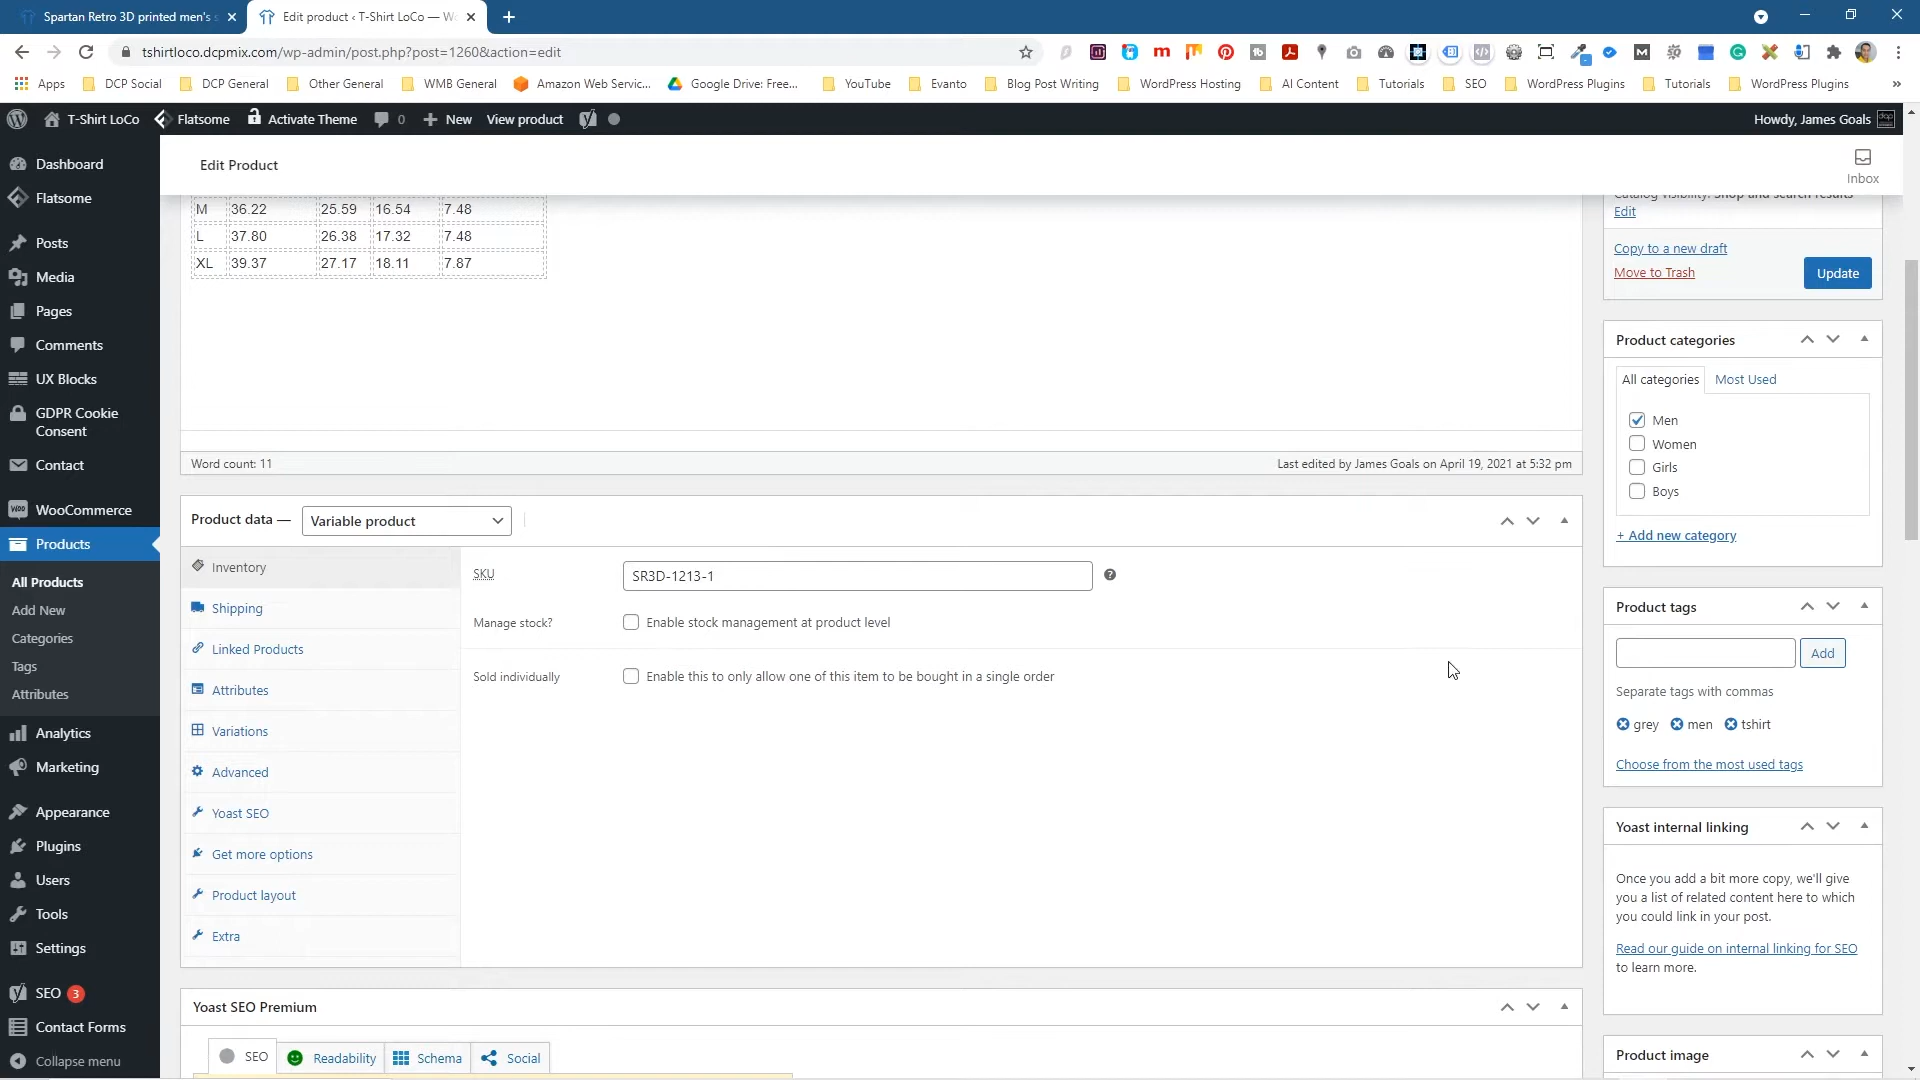 Spartan Retro 3D printed men's s
Edit product ‹ T-Shirt LoCo — W
tshirtloco.dcpmix.com/wp-admin/post.php?post=1260&action=edit
Apps DCP Social DCP General Other General WMB General Amazon Web Servic... Google Drive: Free... YouTube Evanto Blog Post Writing WordPress Hosting AI Content Tutorials SEO WordPress Plugins Tutorials WordPress Plugins »
T-Shirt LoCo Flatsome Activate Theme 0 New View product Howdy, James Goals
Edit Product
Inbox
Dashboard
Flatsome
Posts
Media
Pages
Comments
UX Blocks
GDPR Cookie
Consent
Contact
WooCommerce
Products
All Products
Add New
Categories
Tags
Attributes
Analytics
Marketing
Appearance
Plugins
Users
Tools
Settings
SEO 3
Contact Forms
Collapse menu
M 36.22 25.59 16.54 7.48
L 37.80 26.38 17.32 7.48
XL 39.37 27.17 18.11 7.87
Word count: 11
Last edited by James Goals on April 19, 2021 at 5:32 pm
Product data — Variable product
Inventory
Shipping
Linked Products
Attributes
Variations
Advanced
Yoast SEO
Get more options
Product layout
Extra
SKU SR3D-1213-1
Manage stock? Enable stock management at product level
Sold individually Enable this to only allow one of this item to be bought in a single order
Yoast SEO Premium
SEO Readability Schema Social
Catalog visibility: Shop and search results
Edit
Copy to a new draft
Move to Trash
Update
Product categories
All categories Most Used
Men
Women
Girls
Boys
+ Add new category
Product tags
Add
Separate tags with commas
grey men tshirt
Choose from the most used tags
Yoast internal linking
Once you add a bit more copy, we'll give
you a list of related content here to which
you could link in your post.
Read our guide on internal linking for SEO
to learn more.
Product image